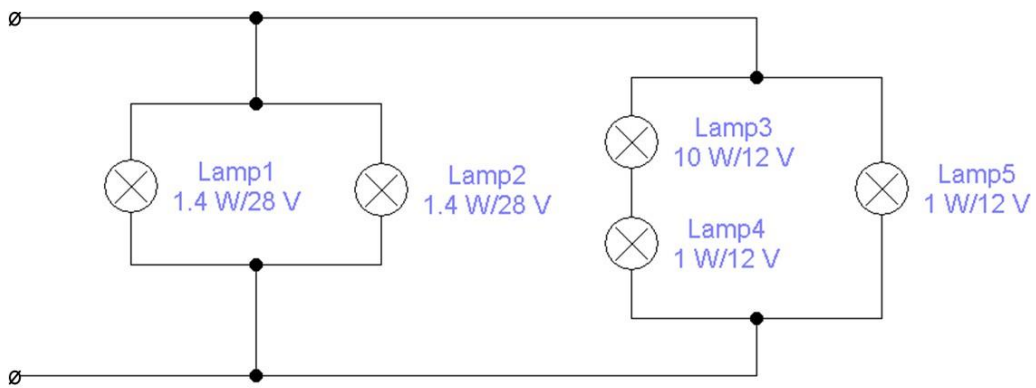 Lamp1
1.4 W/28 V
Lamp2
1.4 W/28 V
Lamp3
10 W/12 V
Lamp4
1 W/12 V
Lamp5
1 W/12 V